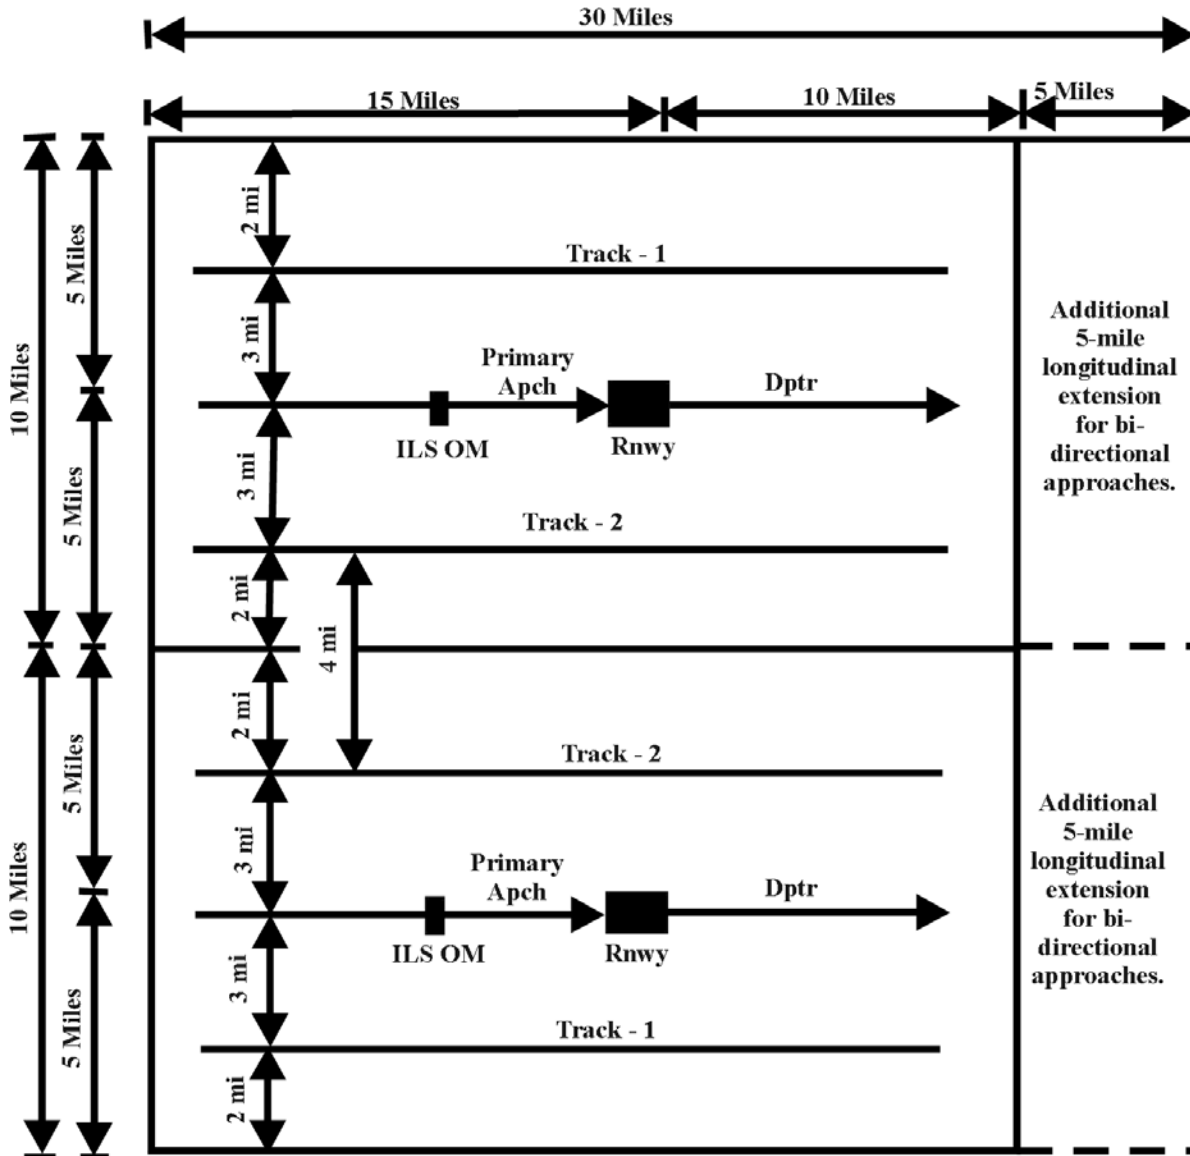 30 Miles
15 Miles
10 Miles
5 Miles
2 mi
Track - 1
5 Miles
3 mi
Primary
Apch
Dptr
ILS OM
Rnwy
10 Miles
3 mi
5 Miles
Track - 2
2 mi
4 mi
Additional
5-mile
longitudinal
extension
for bi-
directional
approaches.
2 mi
Track - 2
5 Miles
3 mi
Primary
Apch
Dptr
ILS OM
Rnwy
10 Miles
3 mi
5 Miles
Track - 1
2 mi
Additional
5-mile
longitudinal
extension
for bi-
directional
approaches.